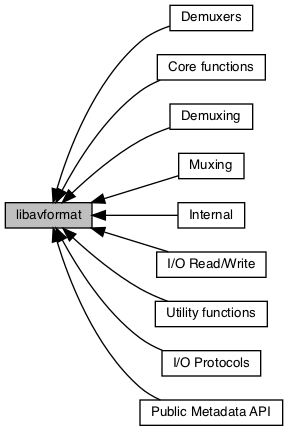 Demuxers
Core functions
Demuxing
Muxing
libavformat
Internal
I/O Read/Write
Utility functions
I/O Protocols
Public Metadata API